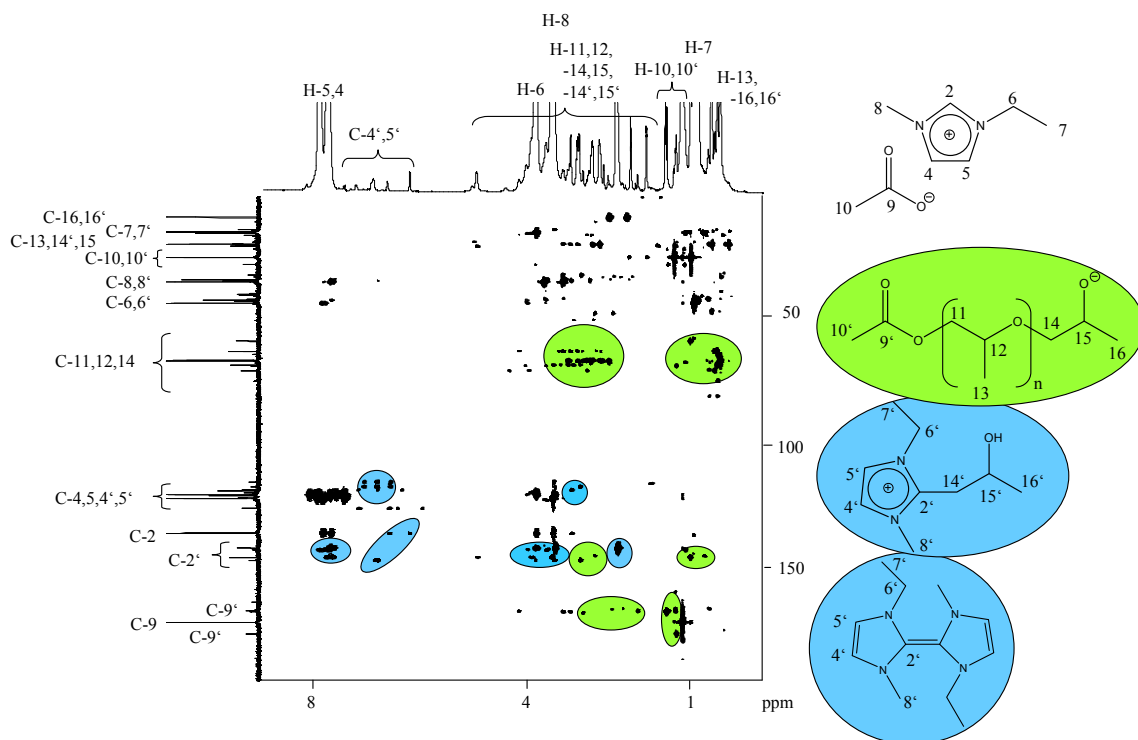 H-8
H-11,12,
-14,15,
-14‘,15‘
H-7
H-10,10‘
H-13,
-16,16‘
H-5,4
H-6
C-4‘,5‘
C-16,16‘
C-7,7‘
C-13,14‘,15
C-10,10‘
C-8,8‘
C-6,6‘
C-11,12,14
C-4,5,4‘,5‘
C-2
C-2‘
C-9‘
C-9
C-9‘
50
100
150
8
4
1
ppm
2
8
6
N
N
7
⊕
4
5
O
10
9
O
⊖
O
O
⊖
11
10‘
9‘
O
O
14
12
15
16
13
n
7‘
6‘
N
OH
5‘
14‘
16‘
⊕
4‘
2‘
15‘
N
8‘
7‘
6‘
N
N
5‘
4‘
2‘
N
N
8‘